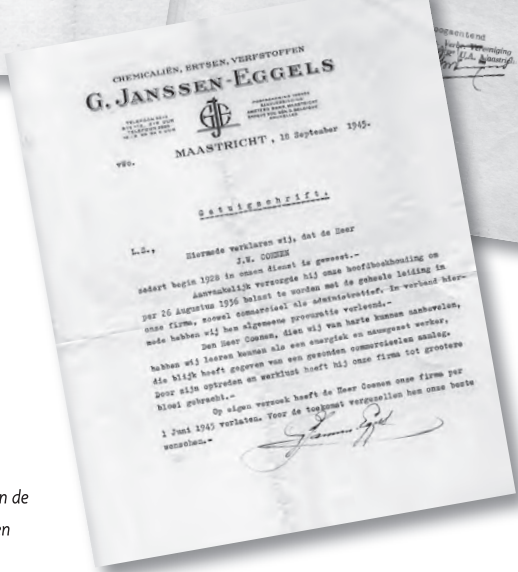 CHEMICALIËN, ERTSEN, VERFSTOFFEN
G. JANSSEN-EGGELS
MAASTRICHT, 18 September 1945.
Getuigschrift.
L.S.,
Hiermede verklaren wij, dat de Heer
J.W. COENEN
sedert begin 1928 in onzen dienst is geweest.-
Aanvankelijk verzorgde hij onze hoofdboekhouding om
per 26 Augustus 1936 belast te worden met de geheele leiding in
onze firma, zoowel commercieel als administratief. In verband hier-
mede hebben wij hem algemeene procuratie verleend.-
Den Heer Coenen, dien wij van harte kunnen aanbevelen,
hebben wij leeren kennen als een energiek en nauwgezet werker,
die blijk heeft gegeven van een gezonden commercieelen aanleg.
Door zijn optreden en werklust heeft hij onze firma tot grootere
bloei gebracht.-
Op eigen verzoek heeft de Heer Coenen onze firma per
1 Juni 1945 verlaten. Voor de toekomst vergezellen hem onze beste
wenschen.-
n de
en